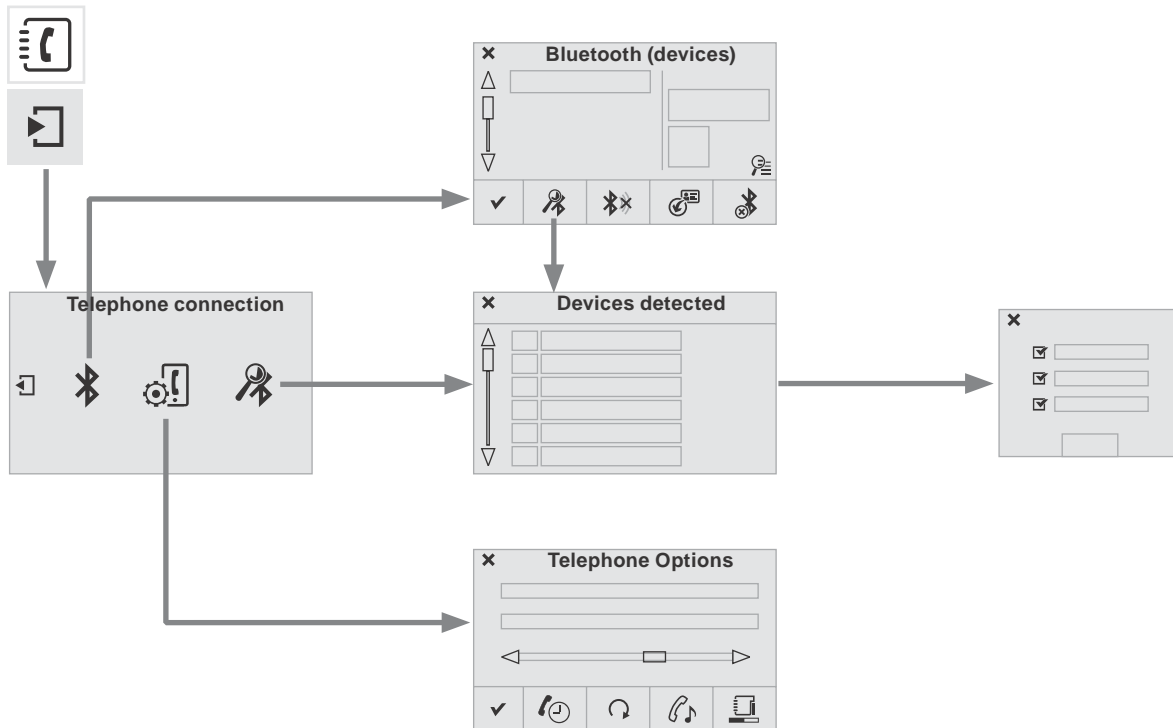 Bluetooth (devices)
Telephone connection
Devices detected
Telephone Options